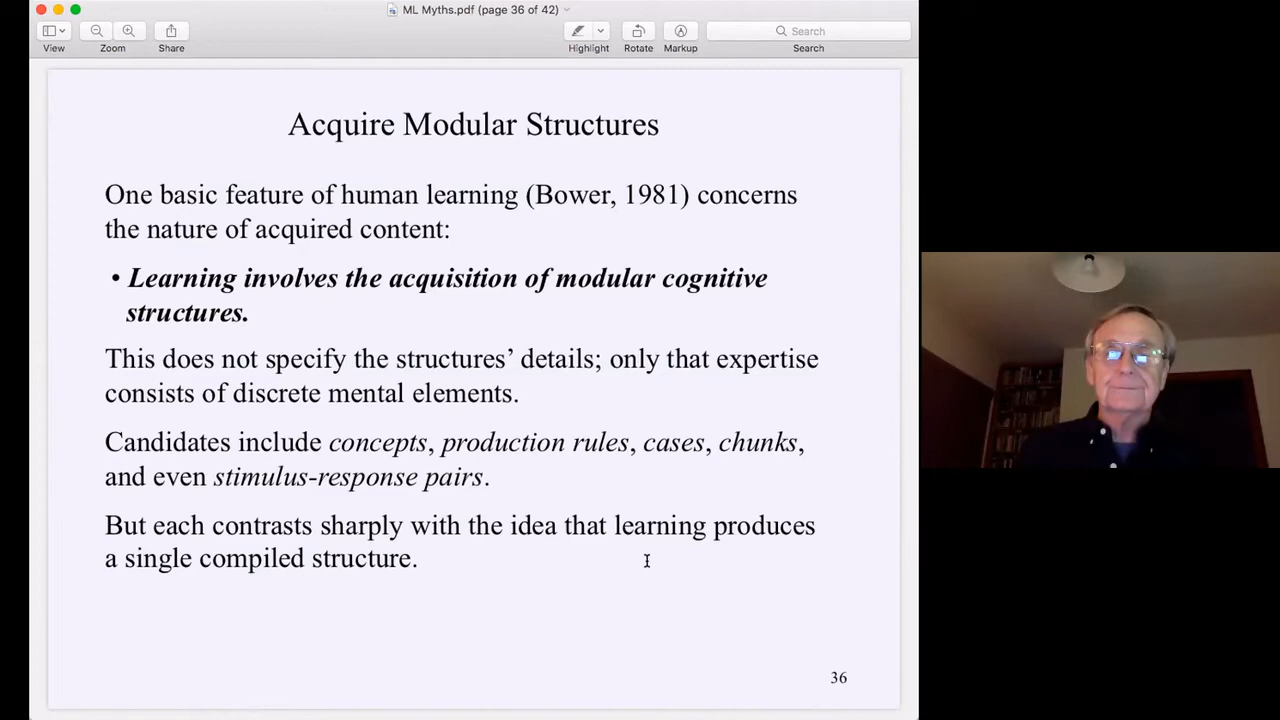 ML Myths.pdf (page 36 of 42)
View
Zoom
Share
Highlight
Rotate
Markup
Search
Search
Acquire Modular Structures
One basic feature of human learning (Bower, 1981) concerns
the nature of acquired content:
• Learning involves the acquisition of modular cognitive
structures.
This does not specify the structures’ details; only that expertise
consists of discrete mental elements.
Candidates include concepts, production rules, cases, chunks,
and even stimulus-response pairs.
But each contrasts sharply with the idea that learning produces
a single compiled structure.
36